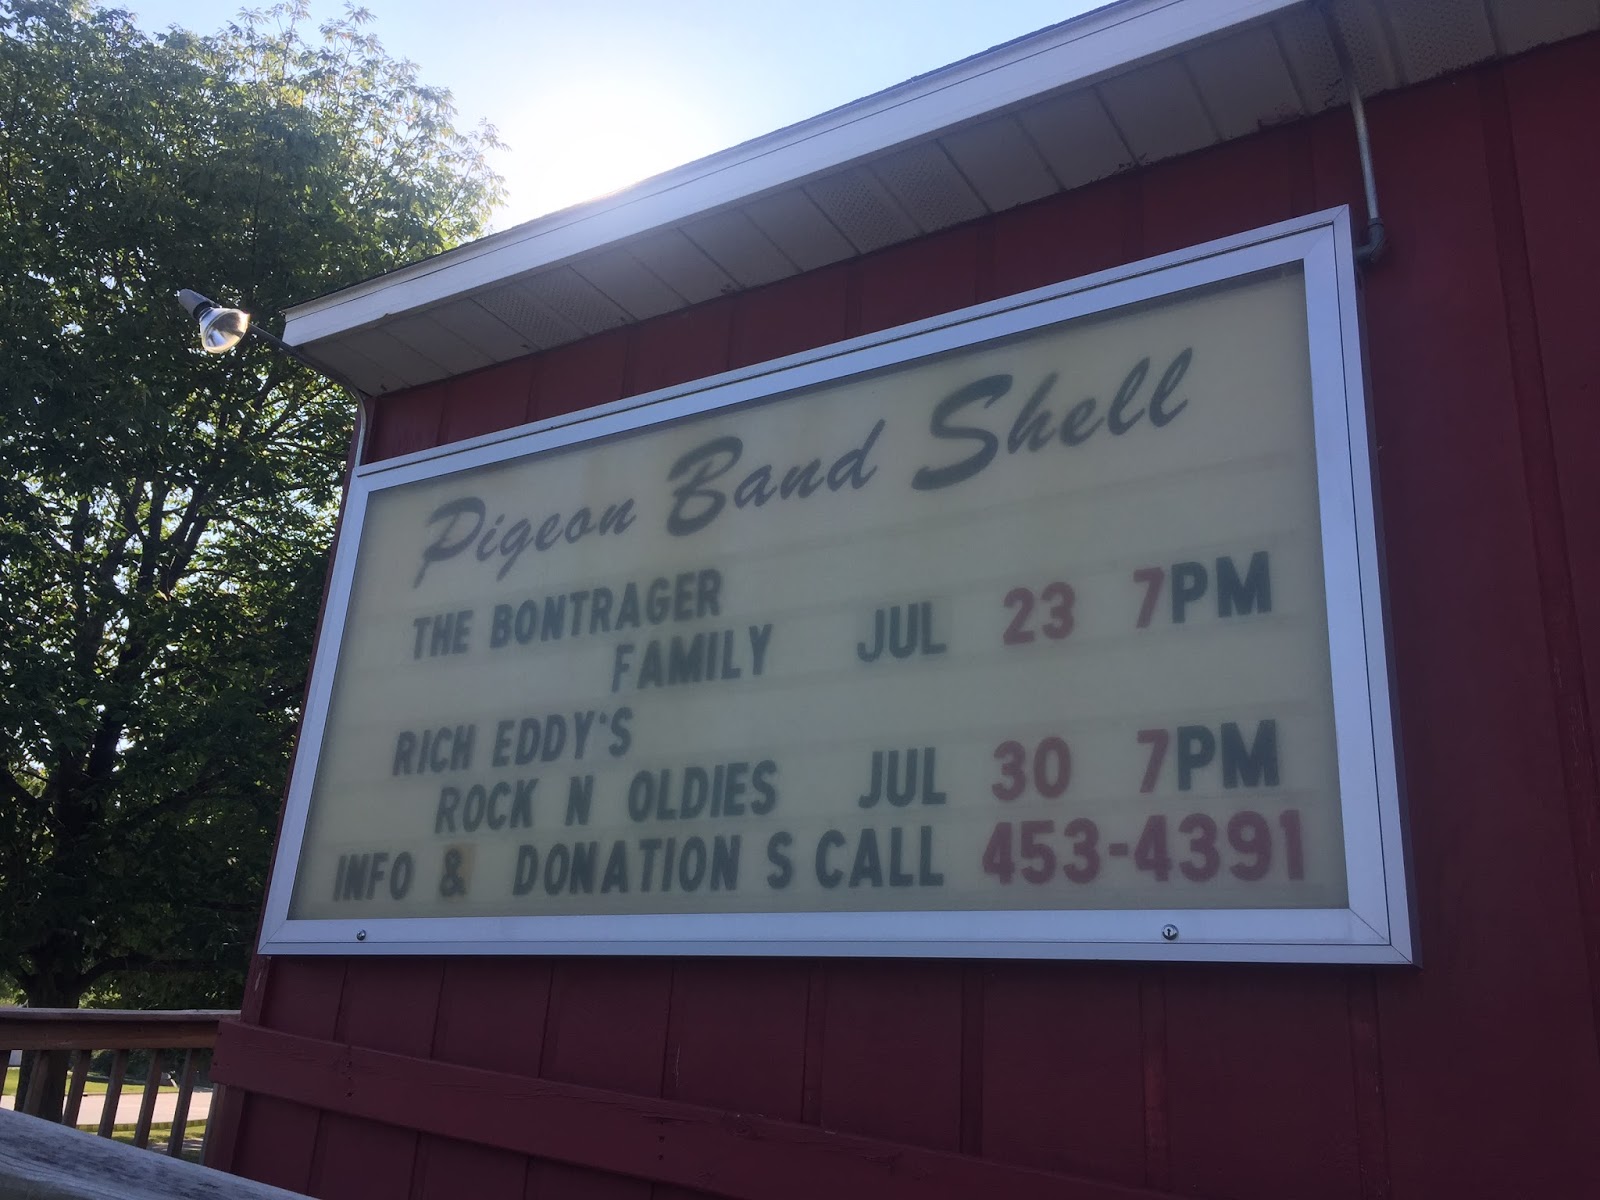 Pigeon Band Shell
THE BONTRAGER
FAMILY JUL 23 7PM
RICH EDDY'S
ROCK N OLDIES JUL 30 7PM
INFO & DONATION S CALL 453-4391